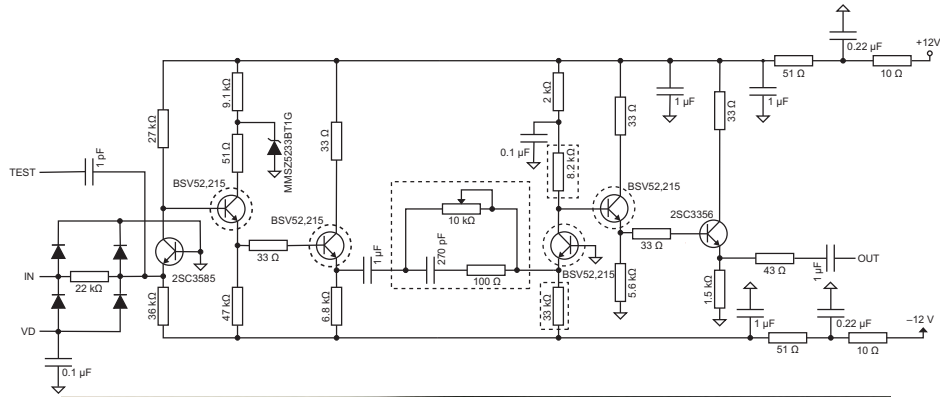 +12V
0.22 µF
51 Ω
10 Ω
9.1 kΩ
2 kΩ
27 kΩ
33 Ω
33 Ω
33 Ω
1 µF
1 µF
MMSZ5233BT1G
51 Ω
0.1 µF
8.2 kΩ
TEST
1 pF
BSV52,215
BSV52,215
BSV52,215
2SC3356
10 kΩ
33 Ω
33 Ω
270 pF
1 µF
100 Ω
BSV52,215
2SC3585
IN
22 kΩ
36 kΩ
47 kΩ
6.8 kΩ
33 kΩ
5.6 kΩ
1.5 kΩ
43 Ω
1 µF
OUT
VD
0.1 µF
1 µF
0.22 µF
–12 V
51 Ω
10 Ω